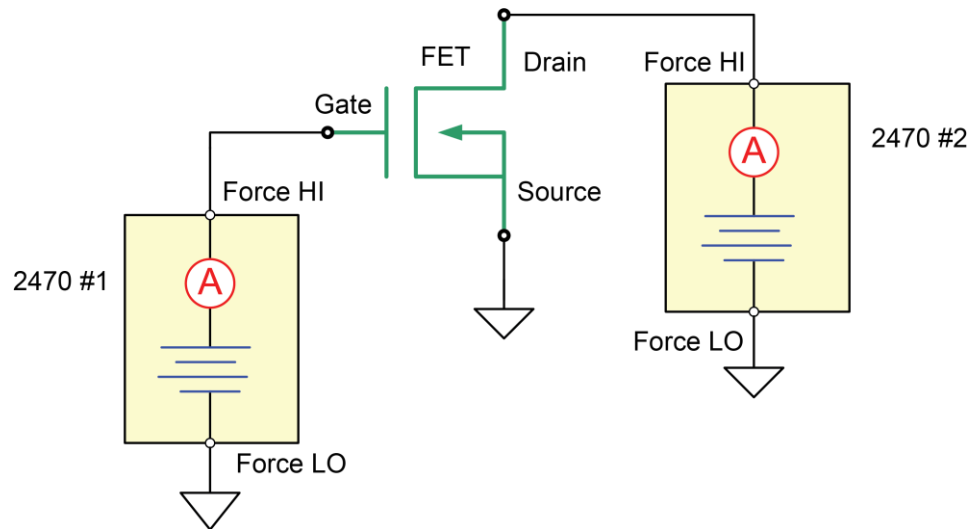 FET
Drain
Force HI
Gate
2470 #2
A
Force HI
Source
2470 #1
A
Force LO
Force LO